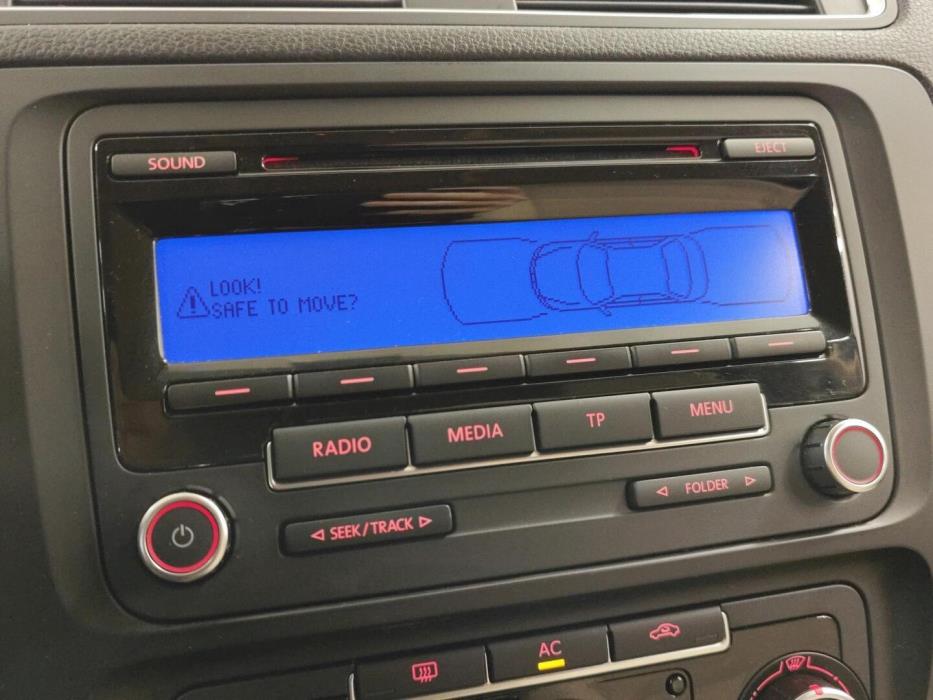 SOUND
EJECT
LOOK!
SAFE TO MOVE?
RADIO
MEDIA
TP
MENU
FOLDER
SEEK/TRACK
AC